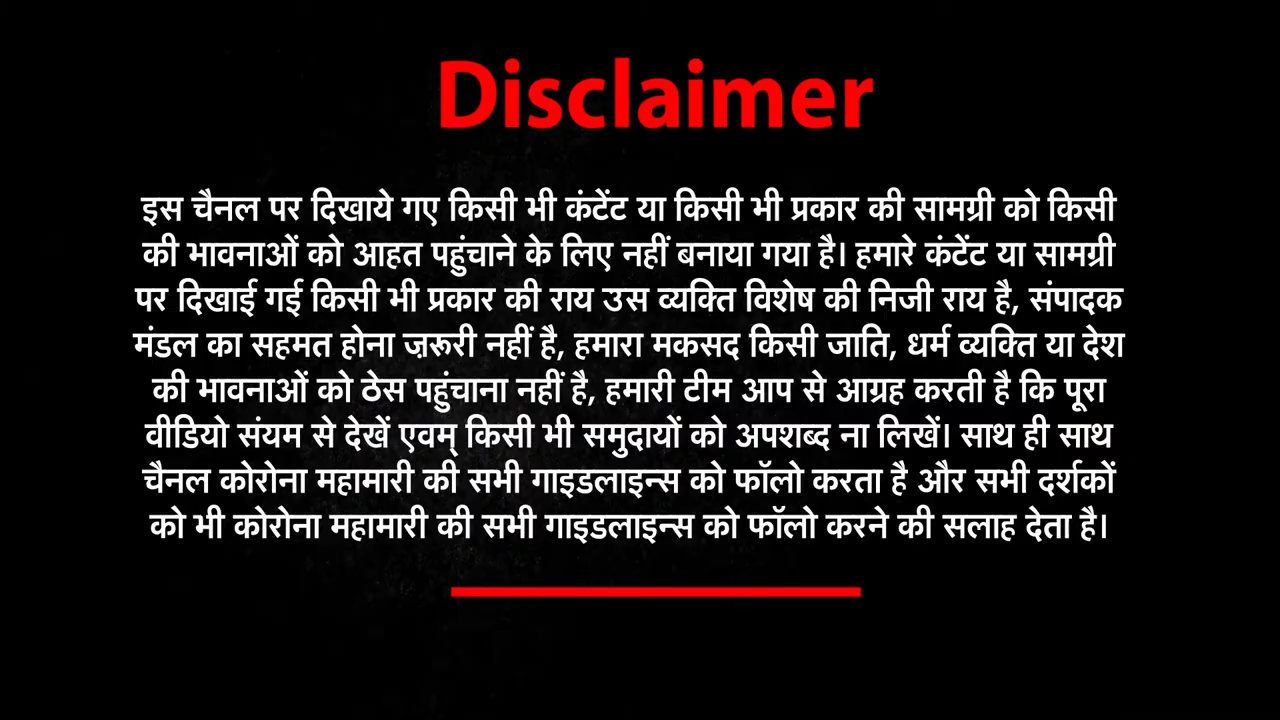 Disclaimer
इस चैनल पर दिखाये गए किसी भी कंटेंट या किसी भी प्रकार की सामग्री को किसी
की भावनाओं को आहत पहुंचाने के लिए नहीं बनाया गया है। हमारे कंटेंट या सामग्री
पर दिखाई गई किसी भी प्रकार की राय उस व्यक्ति विशेष की निजी राय है, संपादक
मंडल का सहमत होना ज़रूरी नहीं है, हमारा मकसद किसी जाति, धर्म व्यक्ति या देश
की भावनाओं को ठेस पहुंचाना नहीं है, हमारी टीम आप से आग्रह करती है कि पूरा
वीडियो संयम से देखें एवम् किसी भी समुदायों को अपशब्द ना लिखें। साथ ही साथ
चैनल कोरोना महामारी की सभी गाइडलाइन्स को फॉलो करता है और सभी दर्शकों
को भी कोरोना महामारी की सभी गाइडलाइन्स को फॉलो करने की सलाह देता है।